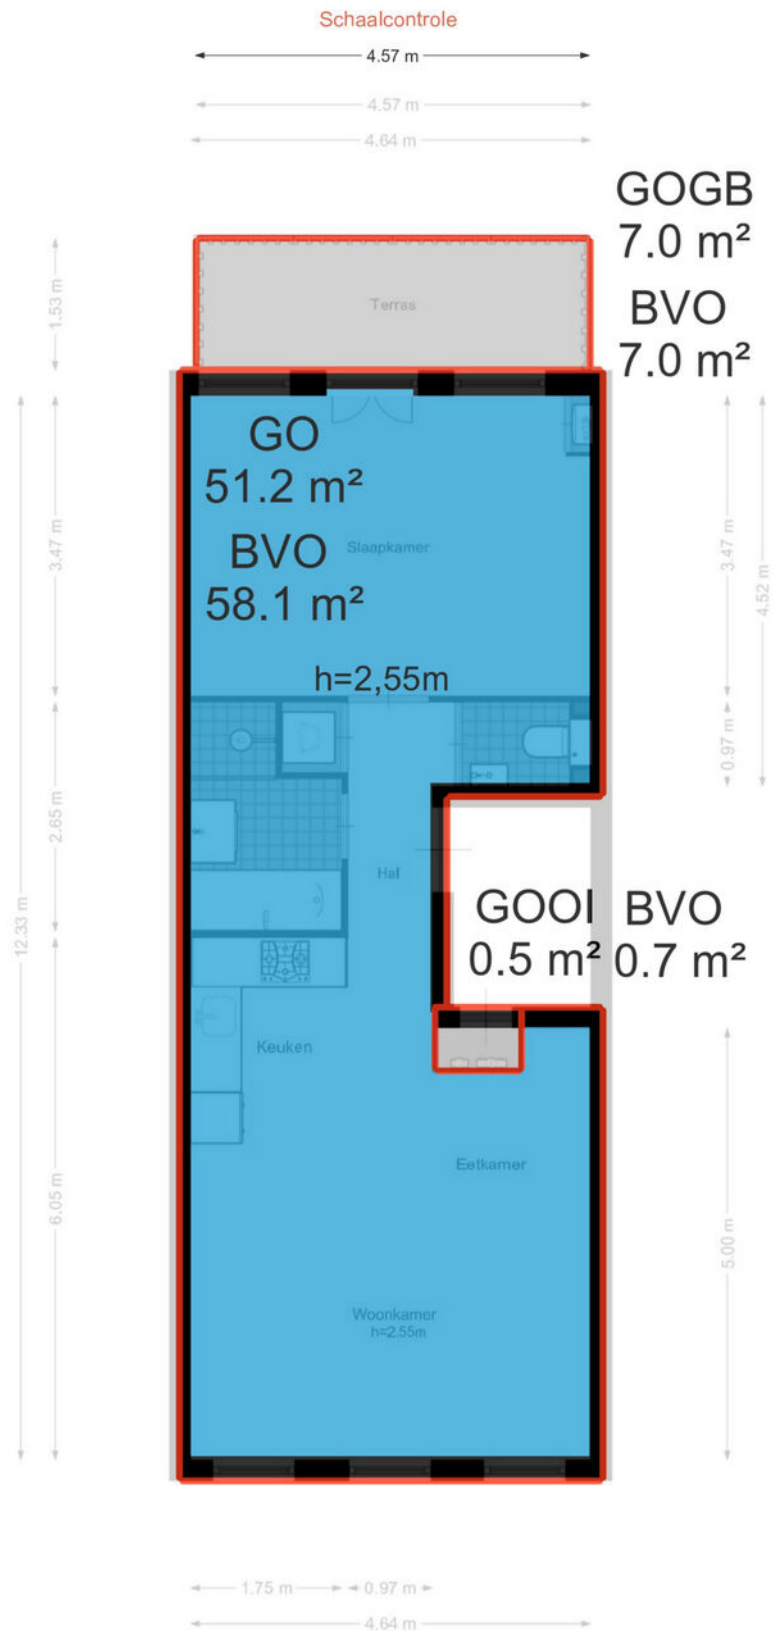 Schaalcontrole
4.57 m
4.57 m
4.64 m
GOGB
7.0 m²
BVO
7.0 m²
1.53 m
Terras
GO
51.2 m²
BVO
58.1 m²
Slaapkamer
h=2,55m
3.47 m
3.47 m
4.52 m
0.97 m
2.65 m
12.33 m
Hal
GOOI
0.5 m²
BVO
0.7 m²
Keuken
Eetkamer
6.05 m
5.00 m
Woonkamer
h=2.55m
1.75 m
0.97 m
4.64 m